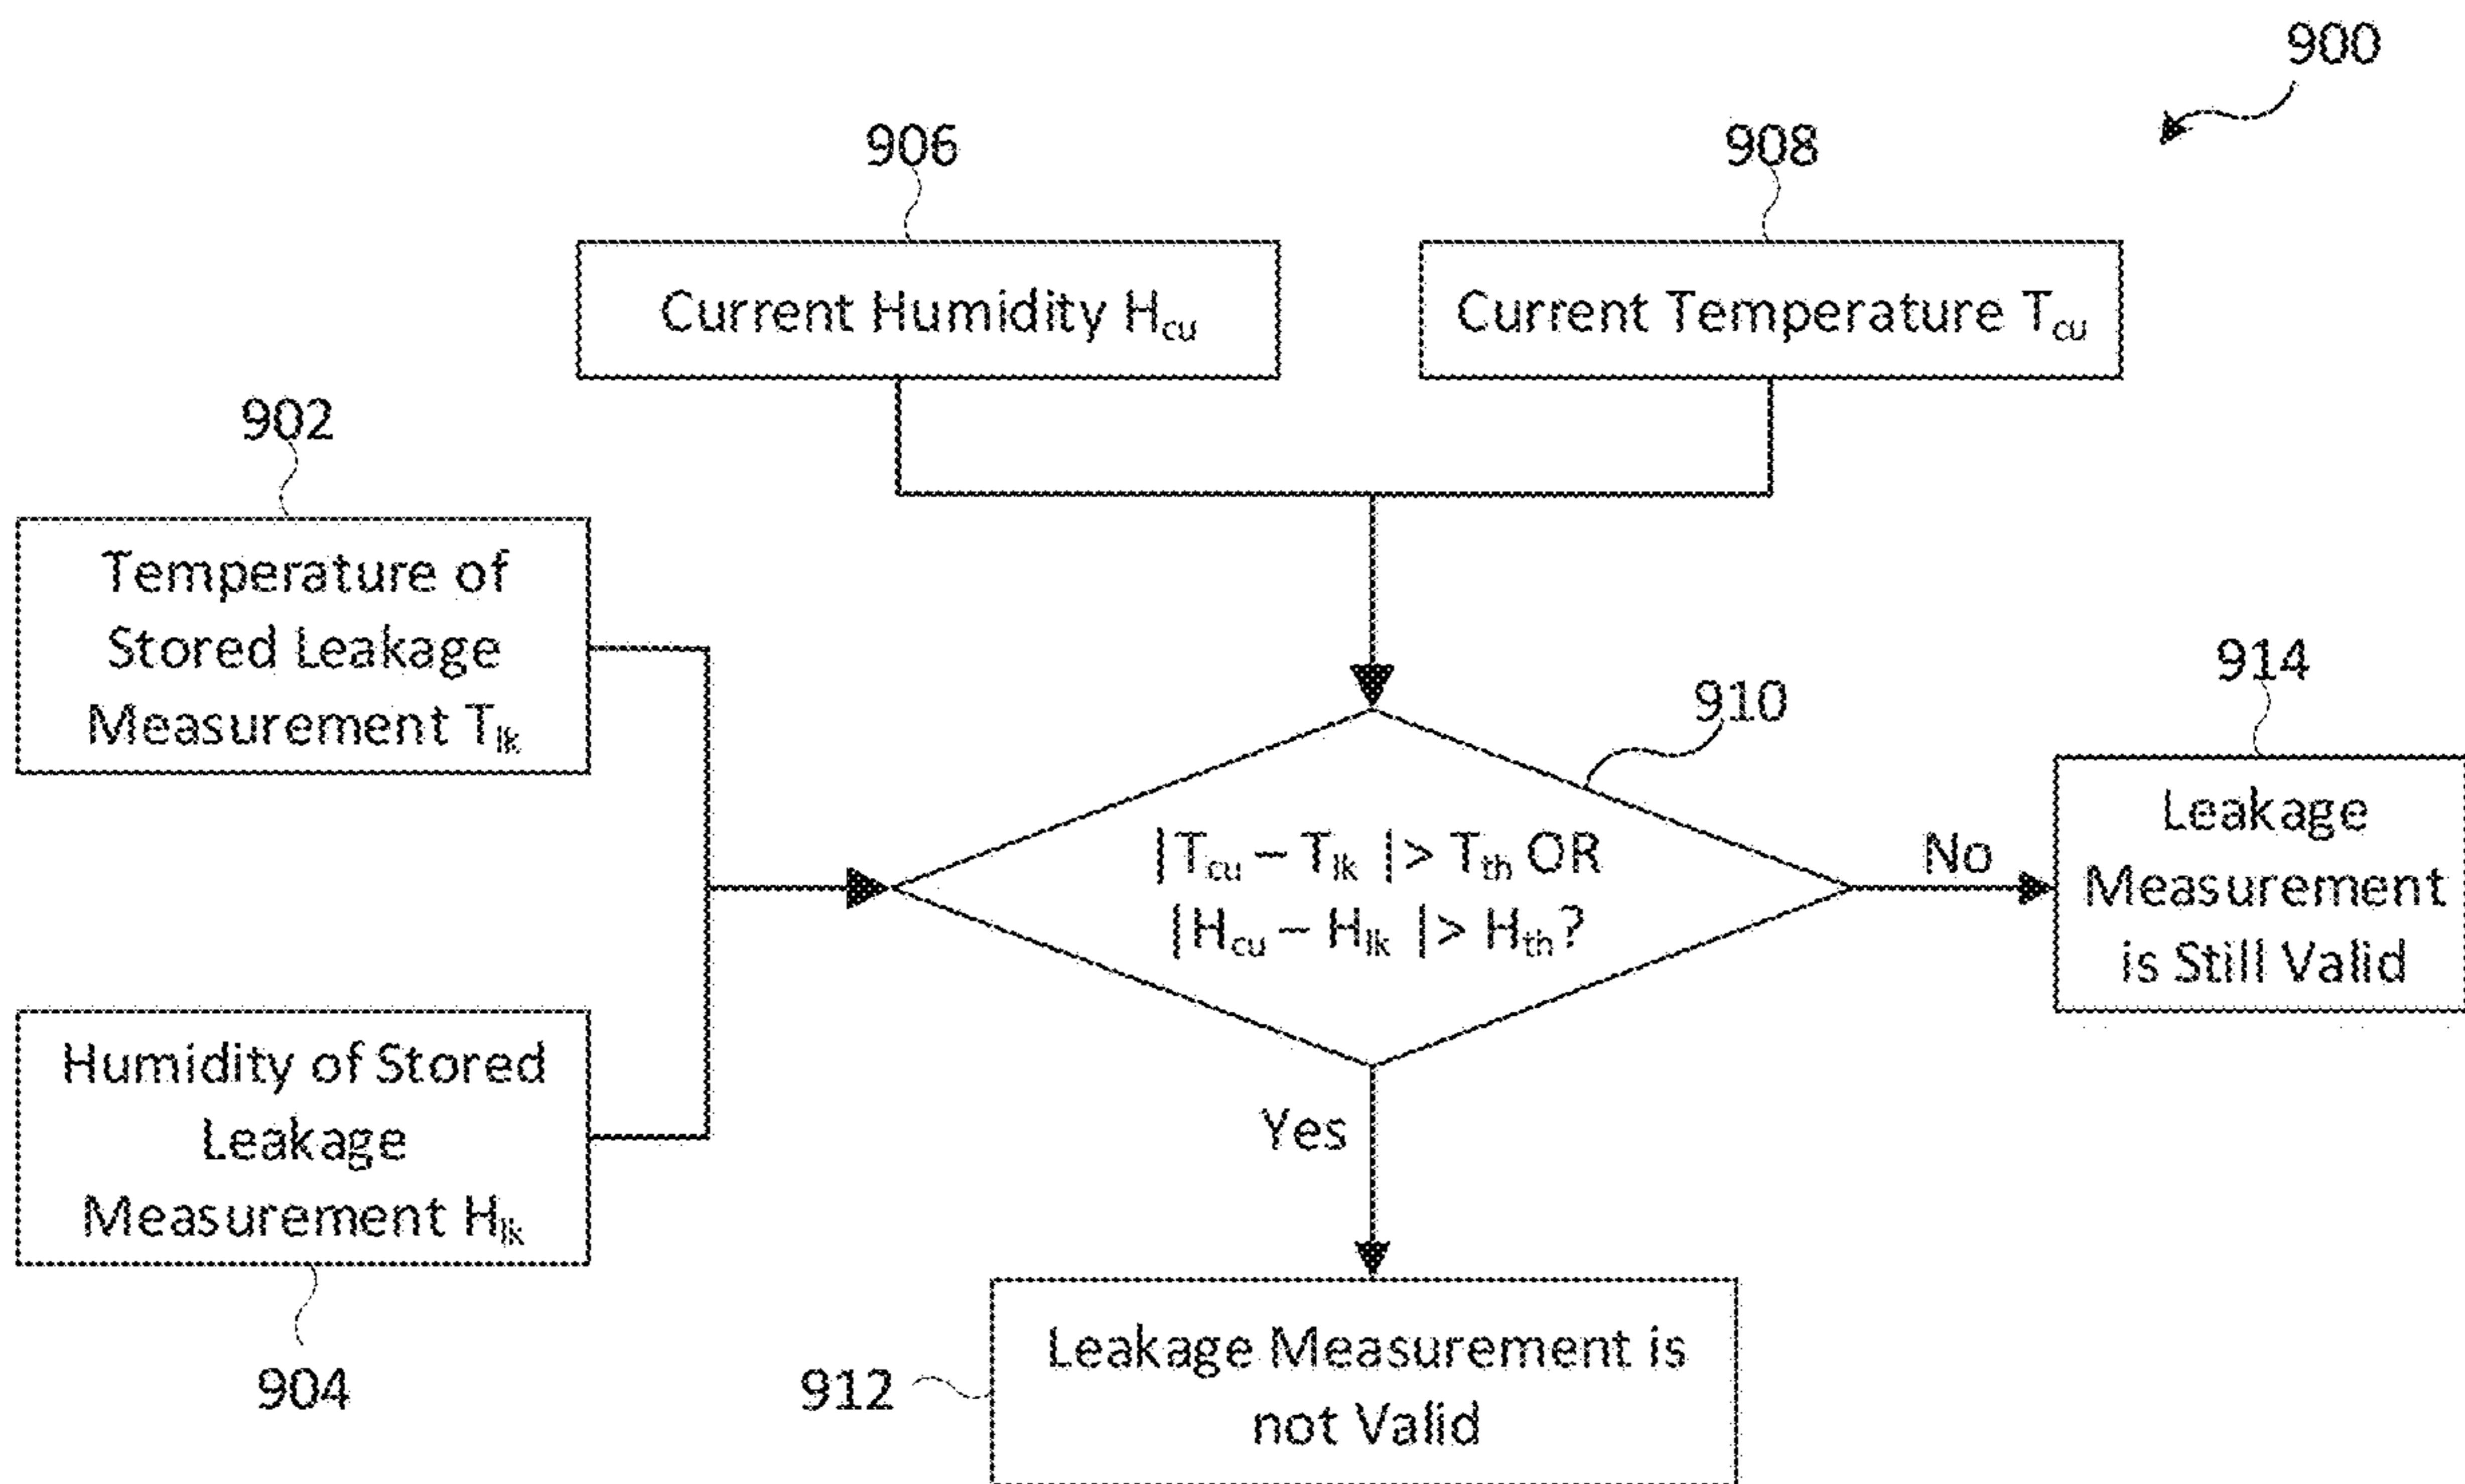 900
906
908
Current Humidity Hcu
Current Temperature Tcu
902
Temperature of
Stored Leakage
Measurement Tlk
910
914
|Tcu – Tlk |> Tth OR
|Hcu – Hlk |> Hth?
No
Leakage
Measurement
is Still Valid
Humidity of Stored
Leakage
Measurement Hlk
904
Yes
912
Leakage Measurement is
not Valid